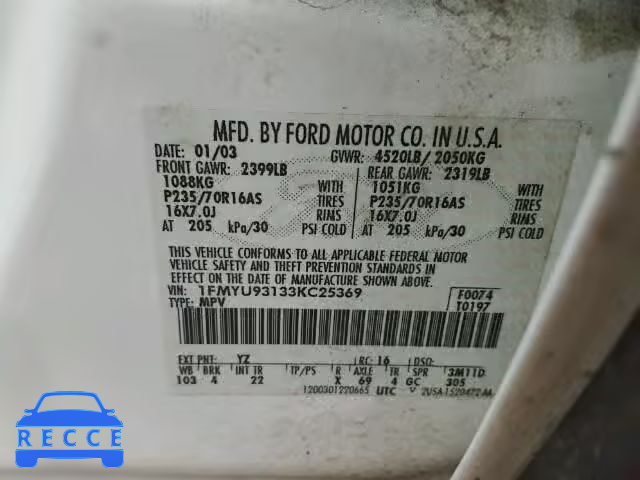 MFD. BY FORD MOTOR CO. IN U.S.A.
DATE: 01/03 GVWR: 4520LB/ 2050KG
FRONT GAWR: 2399LB REAR GAWR: 2319LB
1088KG WITH 1051KG WITH
P235/70R16AS TIRES P235/70R16AS TIRES
16X7.0J RIMS 16X7.0J RIMS
AT 205 kPa/30 PSI COLD AT 205 kPa/30 PSI COLD
THIS VEHICLE CONFORMS TO ALL APPLICABLE FEDERAL MOTOR
VEHICLE SAFETY AND THEFT PREVENTION STANDARDS IN
EFFECT ON THE DATE OF MANUFACTURE SHOWN ABOVE.
VIN: 1FMYU93133KC25369 F0074
TYPE: MPV T0197
EXT PNT: YZ RC: 16 DSO:
WB BRK INT TR TP/PS R AXLE TR SPR 3M11D
103 4 22 X 69 4 GC 305
1200301220665 UTC
RECCE